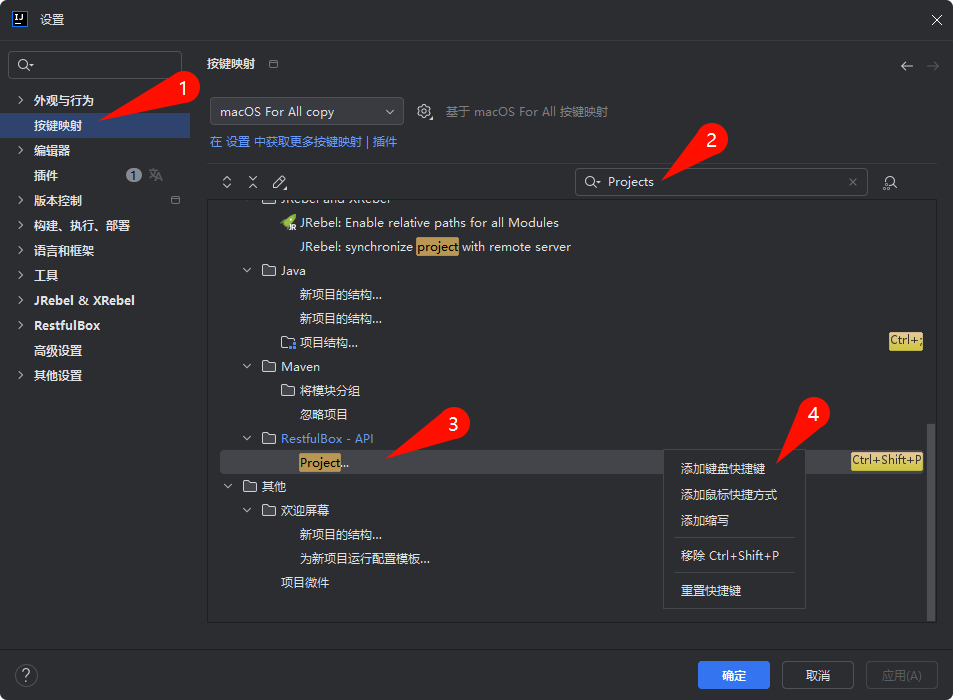 设置
1
外观与行为
按键映射
编辑器
插件
1
版本控制
构建、执行、部署
语言和框架
工具
JRebel & XRebel
RestfulBox
高级设置
其他设置
按键映射
macOS For All copy
基于 macOS For All 按键映射
在 设置 中获取更多按键映射 | 插件
2
Projects
JRebel and XRebel
JRebel: Enable relative paths for all Modules
JRebel: synchronize project with remote server
Java
新项目的结构...
新项目的结构...
项目结构...
Ctrl+;
Maven
将模块分组
忽略项目
3
4
RestfulBox - API
Project...
Ctrl+Shift+P
添加键盘快捷键
添加鼠标快捷方式
添加缩写
移除 Ctrl+Shift+P
重置快捷键
其他
欢迎屏幕
新项目的结构...
为新项目运行配置模板...
项目微件
?
确定
取消
应用(A)